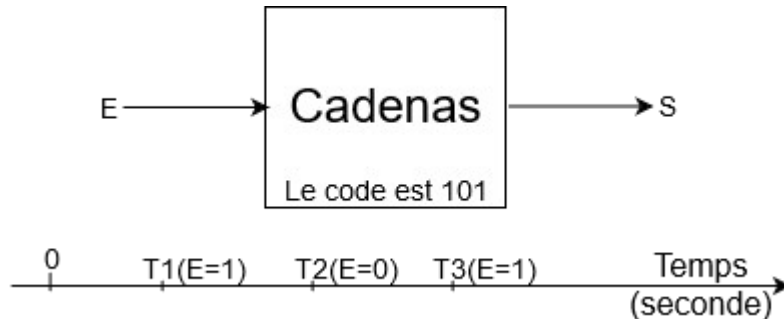 E
Cadenas
S
Le code est 101
0
T1(E=1) T2(E=0) T3(E=1) Temps
(seconde)